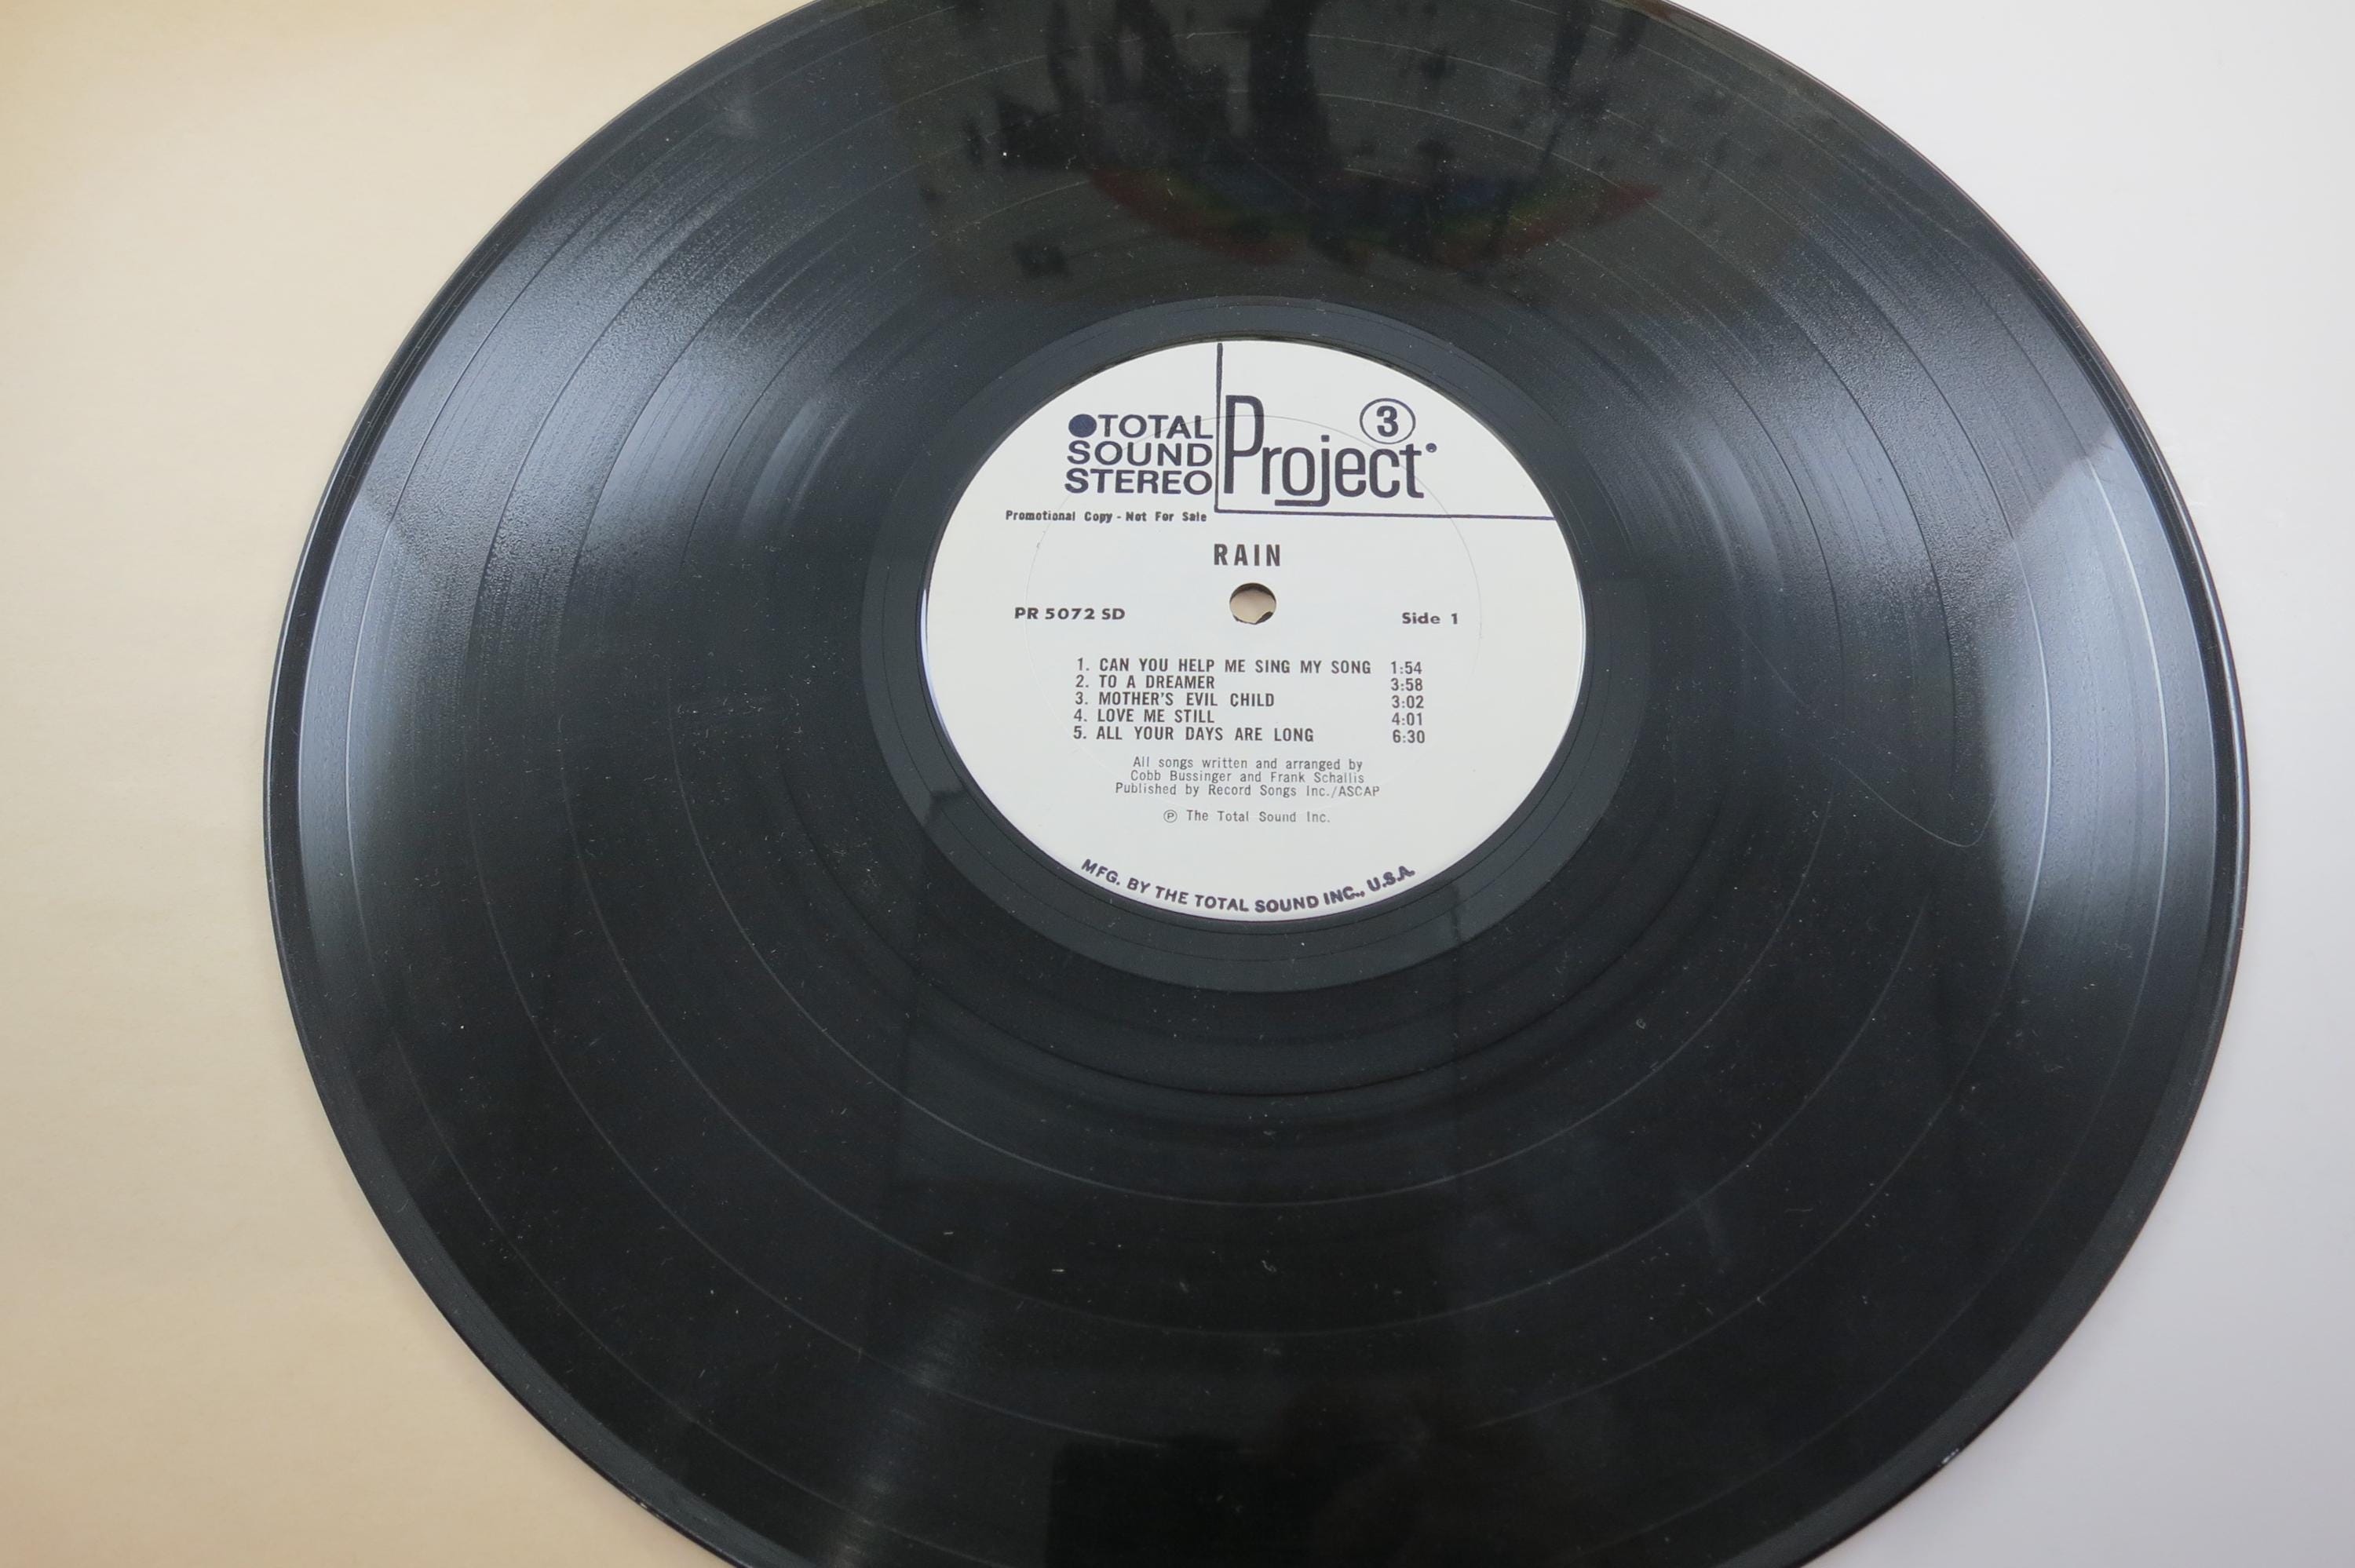 TOTAL
SOUND
STEREO
Project 3
Promotional Copy - Not For Sale
RAIN
PR 5072 SD
Side 1
1. CAN YOU HELP ME SING MY SONG 1:54
2. TO A DREAMER 3:58
3. MOTHER'S EVIL CHILD 3:02
4. LOVE ME STILL 4:01
5. ALL YOUR DAYS ARE LONG 6:30
All songs written and arranged by
Cobb Bussinger and Frank Schallis
Published by Record Songs Inc./ASCAP
℗ The Total Sound Inc.
MFG. BY THE TOTAL SOUND INC., U.S.A.